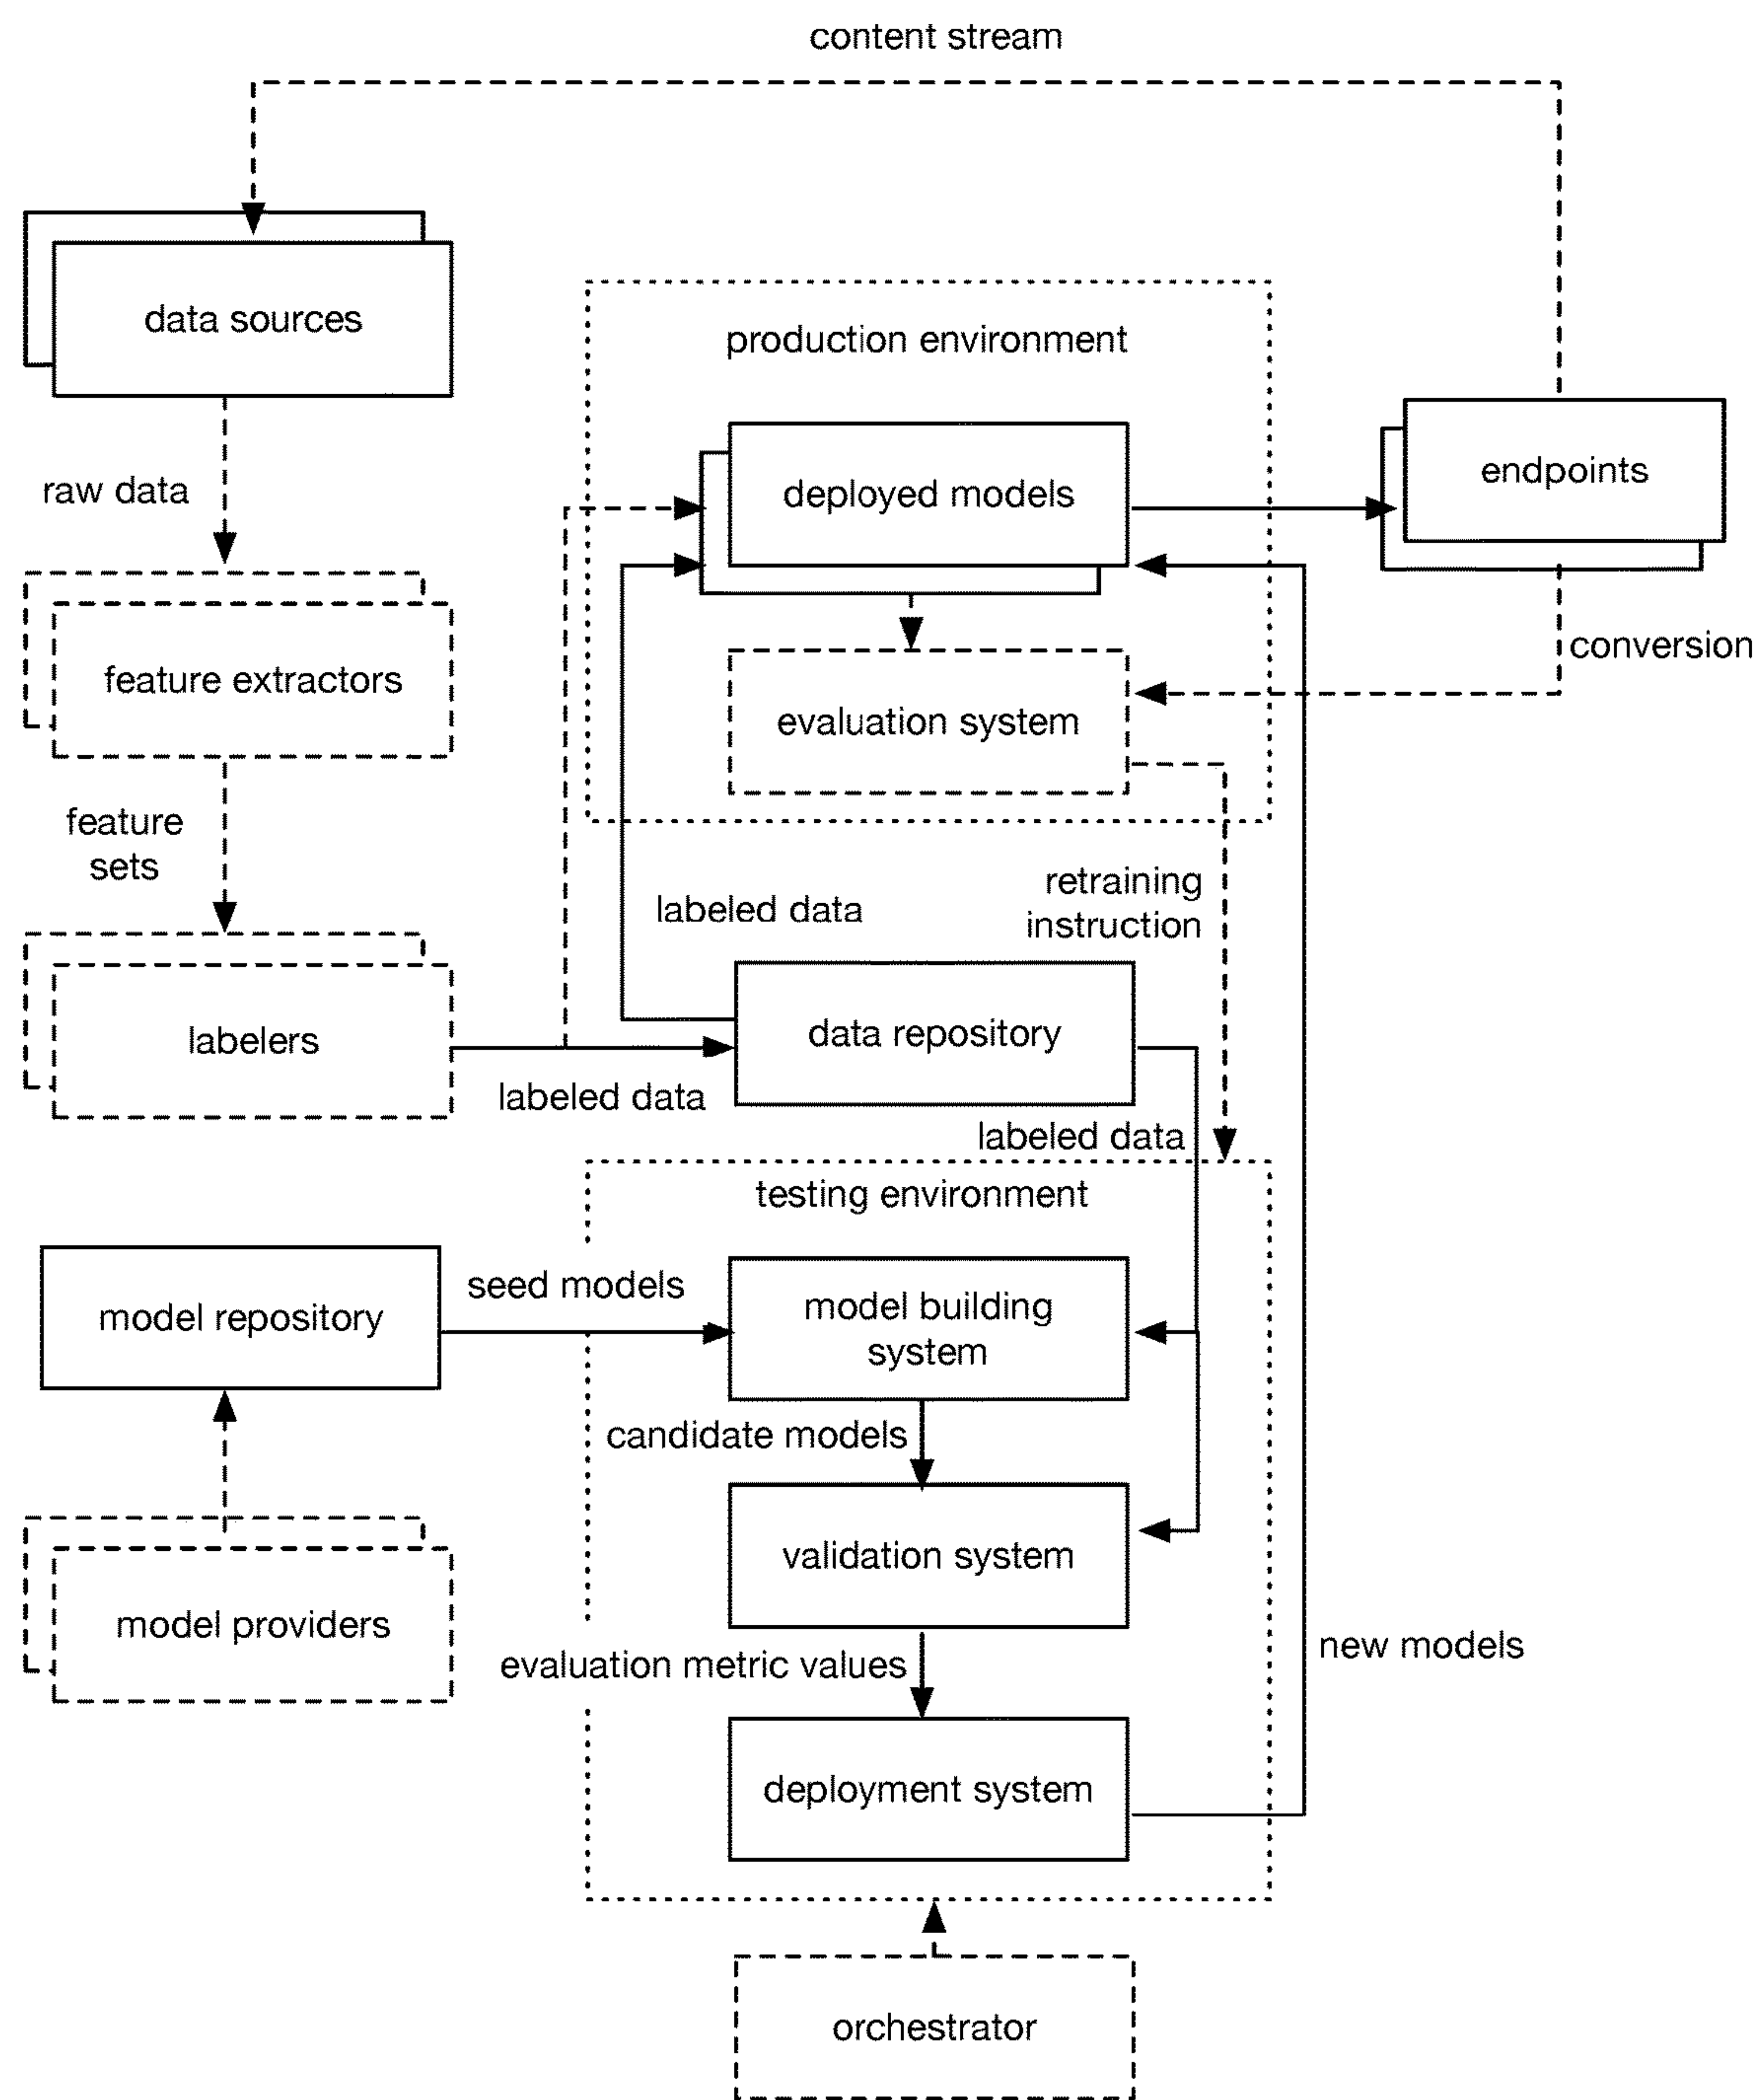 content stream
data sources
production environment
raw data
deployed models
endpoints
conversion
feature extractors
evaluation system
feature
sets
retraining
instruction
labeled data
data repository
labelers
labeled data
labeled data
testing environment
seed models
model repository
model building
system
candidate models
validation system
model providers
evaluation metric values
new models
deployment system
orchestrator